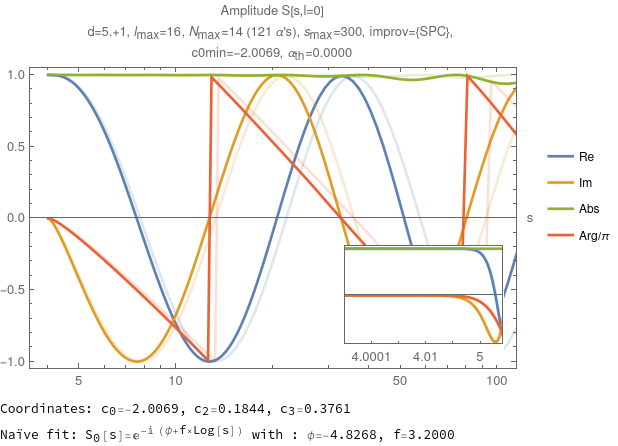 Amplitude S[s,l=0]
d=5.+1, lmax=16, Nmax=14 (121 α's), smax=300, improv={SPC},
c0min=-2.0069, αth=0.0000
1.0
0.5
0.0
-0.5
-1.0
s
Re
Im
Abs
Arg/π
4.0001 4.01 5
5 10 50 100
Coordinates: c0=-2.0069, c2=0.1844, c3=0.3761
Naïve fit: S0[s]=e^-i (ϕ+f×Log[s]) with : ϕ=-4.8268, f=3.2000